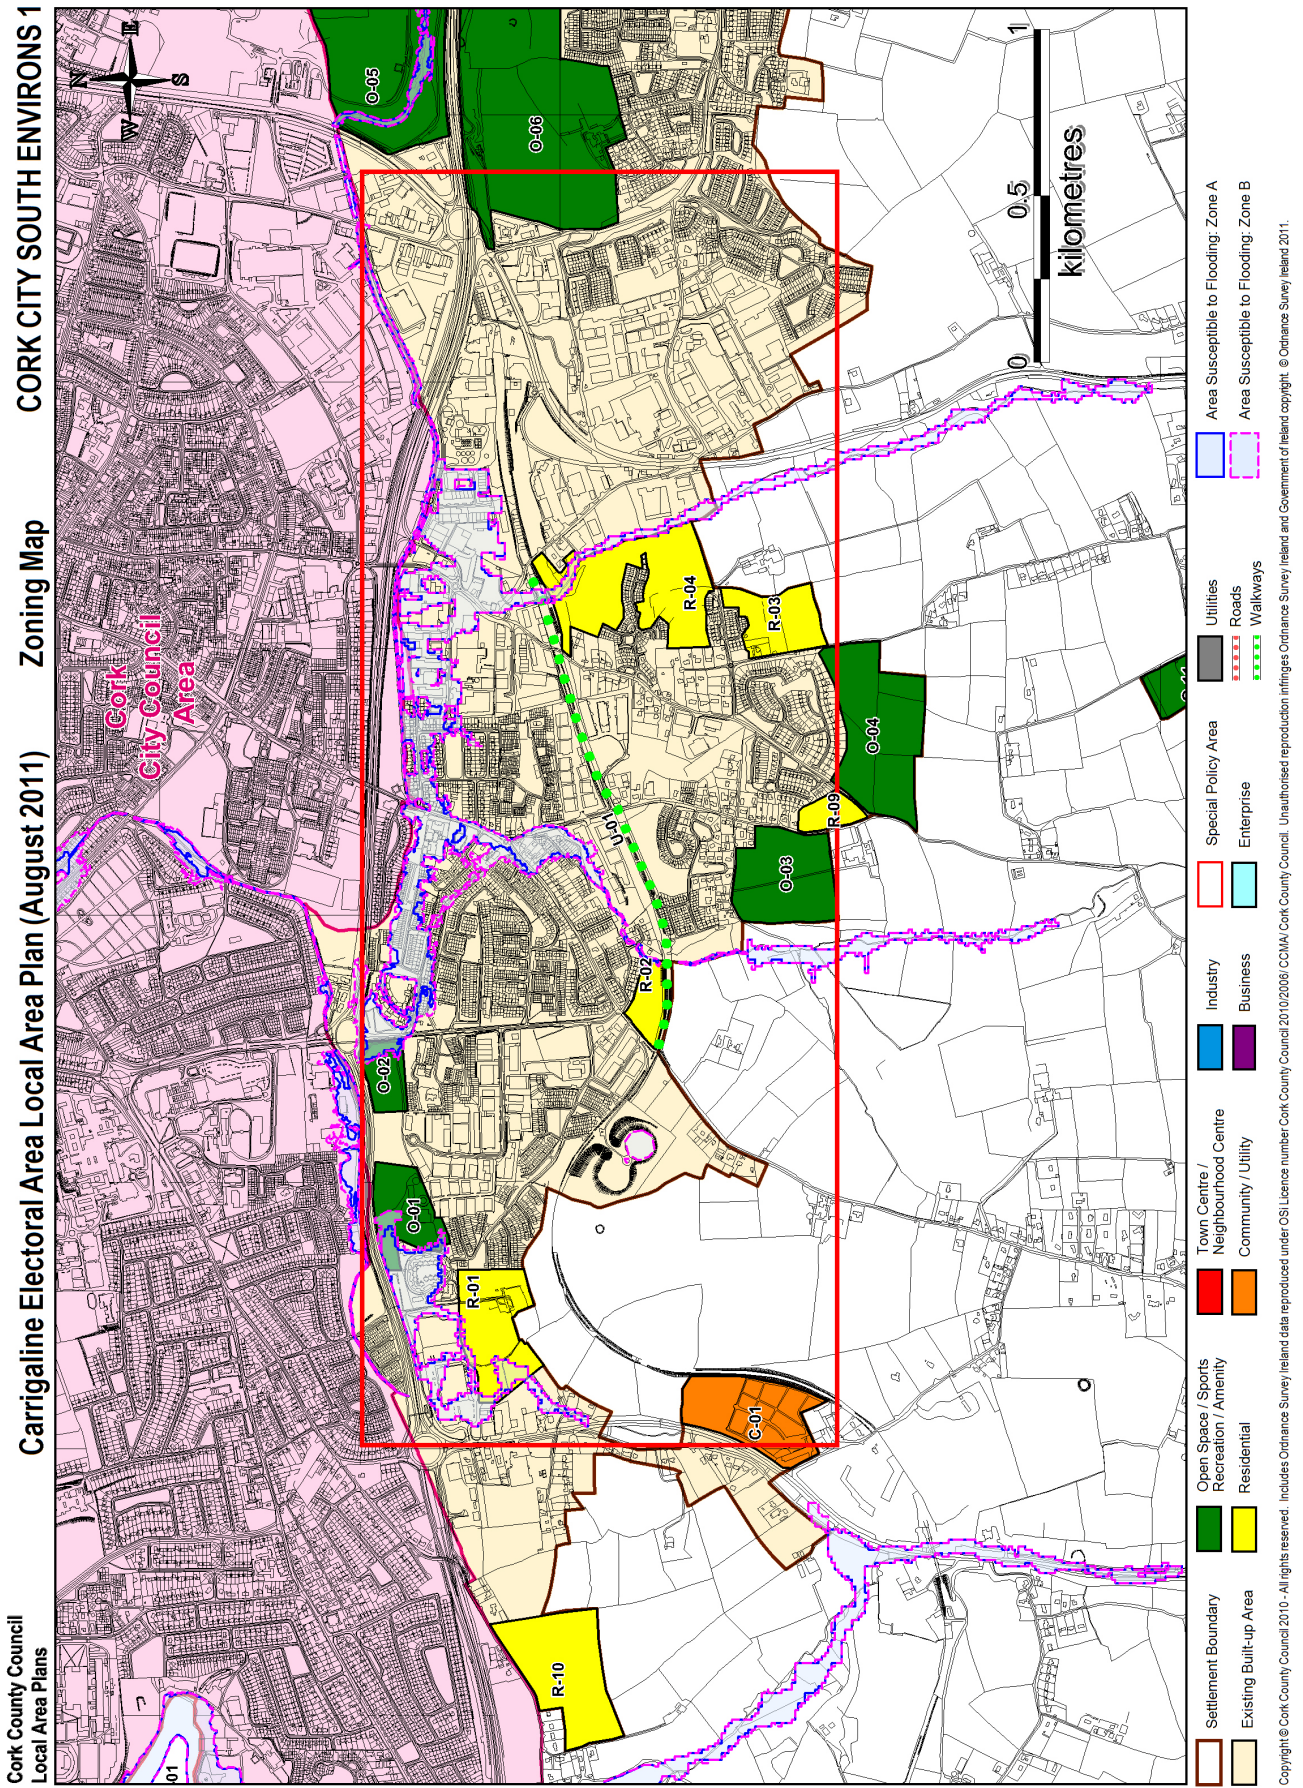 Cork County Council
Local Area Plans
Carrigaline Electoral Area Local Area Plan (August 2011)
Zoning Map
CORK CITY SOUTH ENVIRONS 1
N
E
S
W
Cork
City Council
Area
O-05
O-06
R-04
R-03
O-04
R-09
O-03
U-01
R-02
O-02
O-01
R-01
C-01
R-10
-01
0
0.5
1
kilometres
Settlement Boundary
Existing Built-up Area
Open Space / Sports
Recreation / Amenity
Residential
Town Centre /
Neighbourhood Centre
Community / Utility
Industry
Business
Special Policy Area
Enterprise
Utilities
Roads
Walkways
Area Susceptible to Flooding: Zone A
Area Susceptible to Flooding: Zone B
Copyright © Cork County Council 2010 - All rights reserved. Includes Ordnance Survey Ireland data reproduced under OSi Licence number Cork County Council 2010/2006/ CCMA/ Cork County Council. Unauthorised reproduction infringes Ordnance Survey Ireland and Government of Ireland copyright. © Ordnance Survey Ireland 2011.